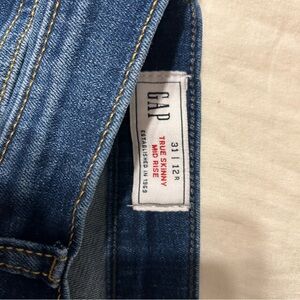 GAP
ESTABLISHED IN 1969
31 | 12R
TRUE SKINNY
MID RISE